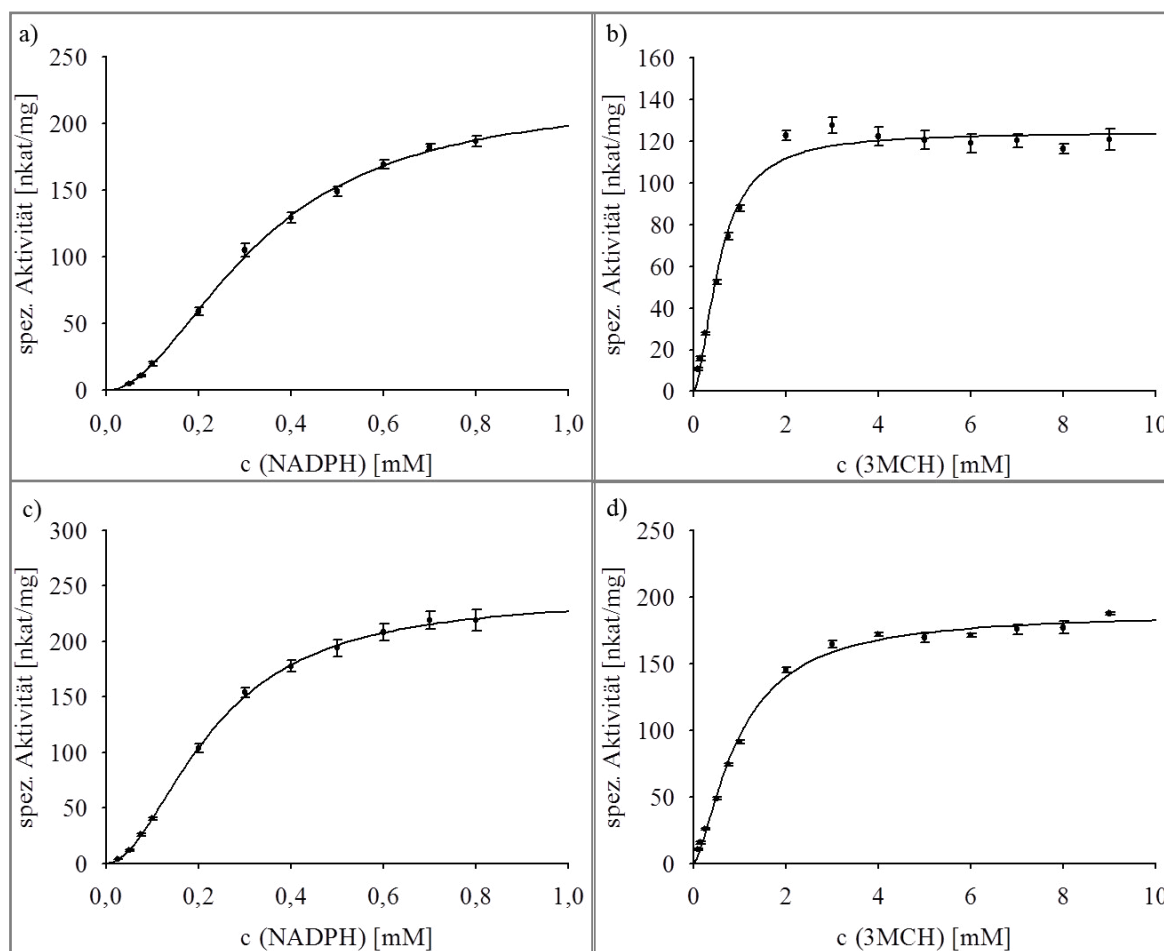 a)
spez. Aktivität [nkat/mg]
250
200
150
100
50
0
0,0 0,2 0,4 0,6 0,8 1,0
c (NADPH) [mM]
b)
spez. Aktivität [nkat/mg]
160
140
120
100
80
60
40
20
0
0 2 4 6 8 10
c (3MCH) [mM]
c)
spez. Aktivität [nkat/mg]
300
250
200
150
100
50
0
0,0 0,2 0,4 0,6 0,8 1,0
c (NADPH) [mM]
d)
spez. Aktivität [nkat/mg]
250
200
150
100
50
0
0 2 4 6 8 10
c (3MCH) [mM]